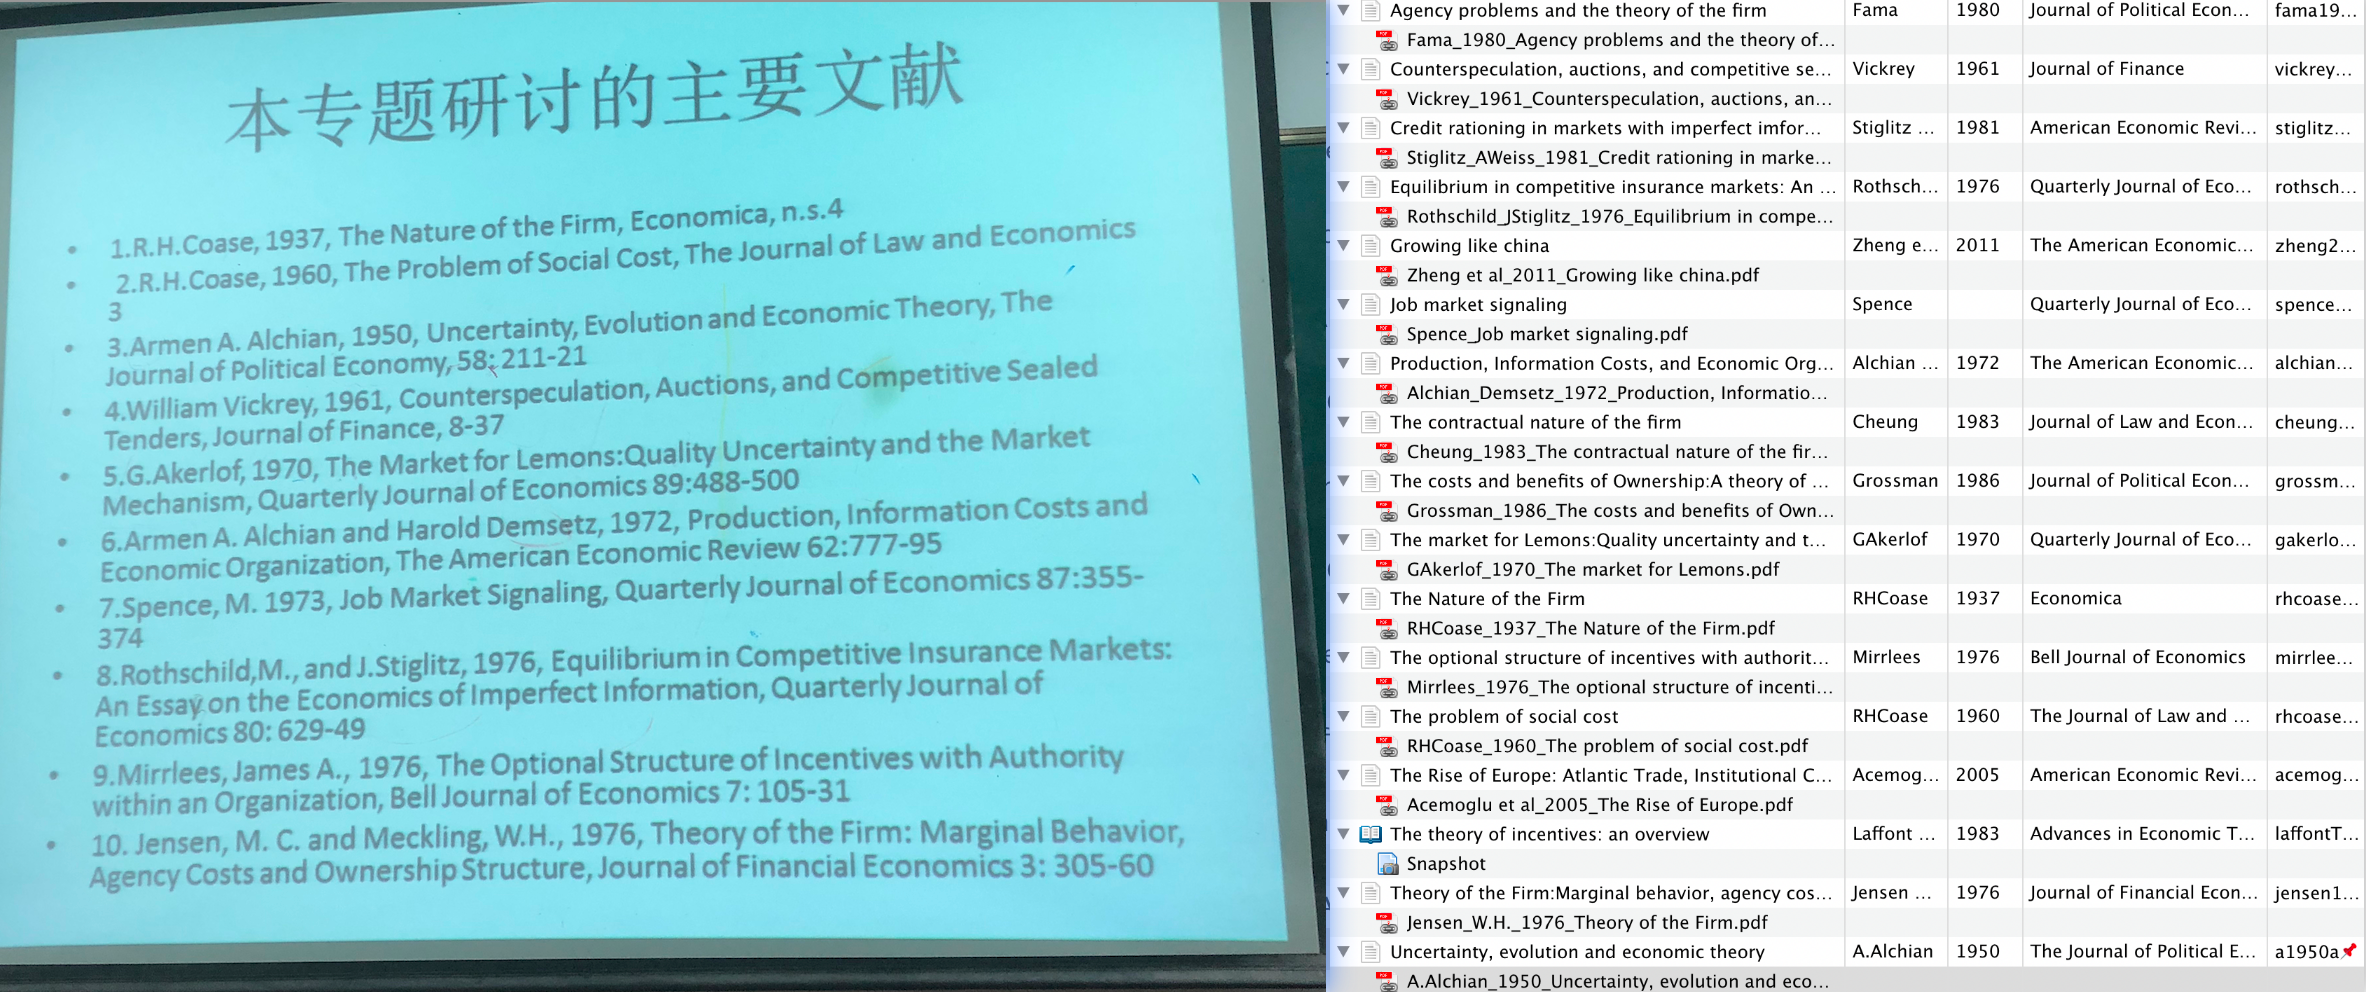 本专题研讨的主要文献
• 1.R.H.Coase, 1937, The Nature of the Firm, Economica, n.s.4
• 2.R.H.Coase, 1960, The Problem of Social Cost, The Journal of Law and Economics
3
• 3.Armen A. Alchian, 1950, Uncertainty, Evolution and Economic Theory, The
Journal of Political Economy, 58: 211-21
• 4.William Vickrey, 1961, Counterspeculation, Auctions, and Competitive Sealed
Tenders, Journal of Finance, 8-37
• 5.G.Akerlof, 1970, The Market for Lemons:Quality Uncertainty and the Market
Mechanism, Quarterly Journal of Economics 89:488-500
• 6.Armen A. Alchian and Harold Demsetz, 1972, Production, Information Costs and
Economic Organization, The American Economic Review 62:777-95
• 7.Spence, M. 1973, Job Market Signaling, Quarterly Journal of Economics 87:355-
374
• 8.Rothschild,M., and J.Stiglitz, 1976, Equilibrium in Competitive Insurance Markets:
An Essay on the Economics of Imperfect Information, Quarterly Journal of
Economics 80: 629-49
• 9.Mirrlees, James A., 1976, The Optional Structure of Incentives with Authority
within an Organization, Bell Journal of Economics 7: 105-31
• 10. Jensen, M. C. and Meckling, W.H., 1976, Theory of the Firm: Marginal Behavior,
Agency Costs and Ownership Structure, Journal of Financial Economics 3: 305-60
Agency problems and the theory of the firm Fama 1980 Journal of Political Econ... fama19...
Fama_1980_Agency problems and the theory of...
Counterspeculation, auctions, and competitive se... Vickrey 1961 Journal of Finance vickrey...
Vickrey_1961_Counterspeculation, auctions, an...
Credit rationing in markets with imperfect imfor... Stiglitz ... 1981 American Economic Revi... stiglitz...
Stiglitz_AWeiss_1981_Credit rationing in marke...
Equilibrium in competitive insurance markets: An ... Rothsch... 1976 Quarterly Journal of Eco... rothsch...
Rothschild_JStiglitz_1976_Equilibrium in compe...
Growing like china Zheng e... 2011 The American Economic... zheng2...
Zheng et al_2011_Growing like china.pdf
Job market signaling Spence Quarterly Journal of Eco... spence...
Spence_Job market signaling.pdf
Production, Information Costs, and Economic Org... Alchian ... 1972 The American Economic... alchian...
Alchian_Demsetz_1972_Production, Informatio...
The contractual nature of the firm Cheung 1983 Journal of Law and Econ... cheung...
Cheung_1983_The contractual nature of the fir...
The costs and benefits of Ownership:A theory of ... Grossman 1986 Journal of Political Econ... grossm...
Grossman_1986_The costs and benefits of Own...
The market for Lemons:Quality uncertainty and t... GAkerlof 1970 Quarterly Journal of Eco... gakerlo...
GAkerlof_1970_The market for Lemons.pdf
The Nature of the Firm RHCoase 1937 Economica rhcoase...
RHCoase_1937_The Nature of the Firm.pdf
The optional structure of incentives with authorit... Mirrlees 1976 Bell Journal of Economics mirrlee...
Mirrlees_1976_The optional structure of incenti...
The problem of social cost RHCoase 1960 The Journal of Law and ... rhcoase...
RHCoase_1960_The problem of social cost.pdf
The Rise of Europe: Atlantic Trade, Institutional C... Acemog... 2005 American Economic Revi... acemog...
Acemoglu et al_2005_The Rise of Europe.pdf
The theory of incentives: an overview Laffont ... 1983 Advances in Economic T... laffontT...
Snapshot
Theory of the Firm:Marginal behavior, agency cos... Jensen ... 1976 Journal of Financial Econ... jensen1...
Jensen_W.H._1976_Theory of the Firm.pdf
Uncertainty, evolution and economic theory A.Alchian 1950 The Journal of Political E... a1950a
A.Alchian_1950_Uncertainty, evolution and eco...